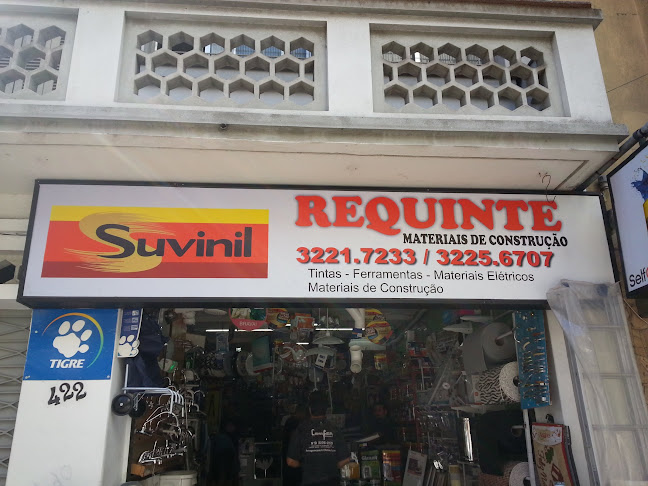 Suvinil
REQUINTE
MATERIAIS DE CONSTRUÇÃO
3221.7233 / 3225.6707
Tintas - Ferramentas - Materiais Elétricos
Materiais de Construção
Self
TIGRE
422